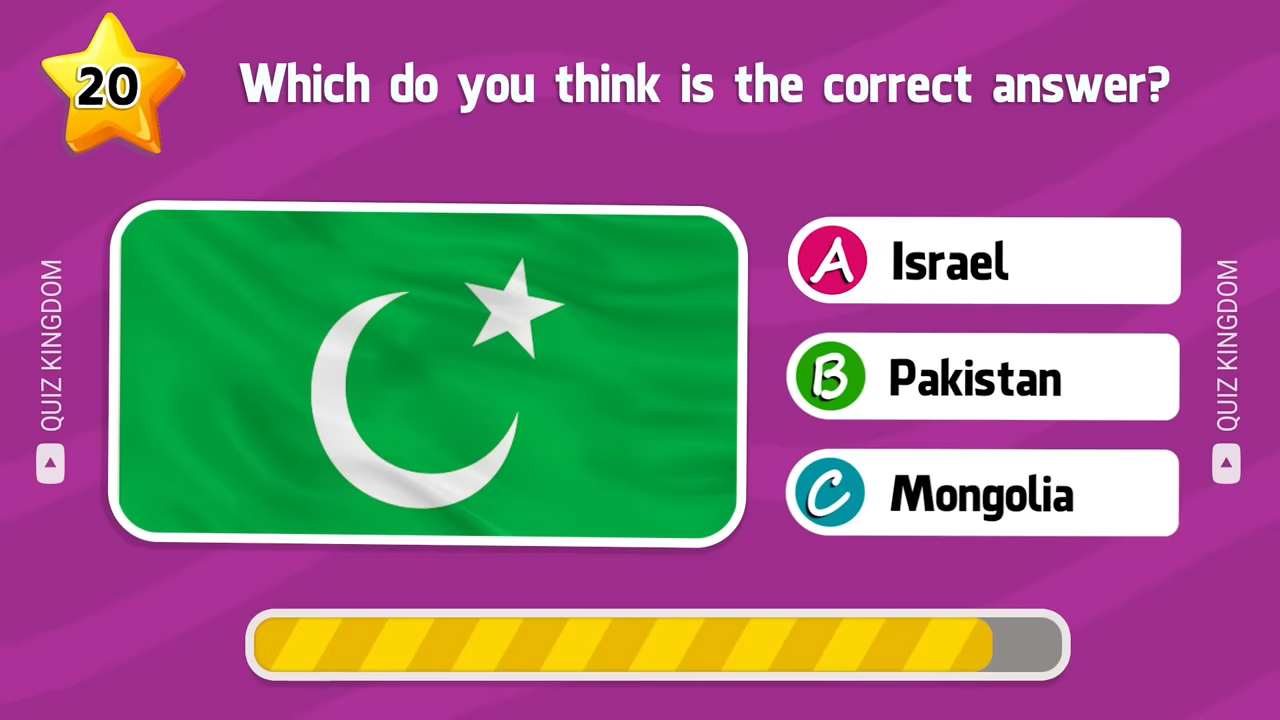 20
Which do you think is the correct answer?
A Israel
B Pakistan
C Mongolia
QUIZ KINGDOM
QUIZ KINGDOM